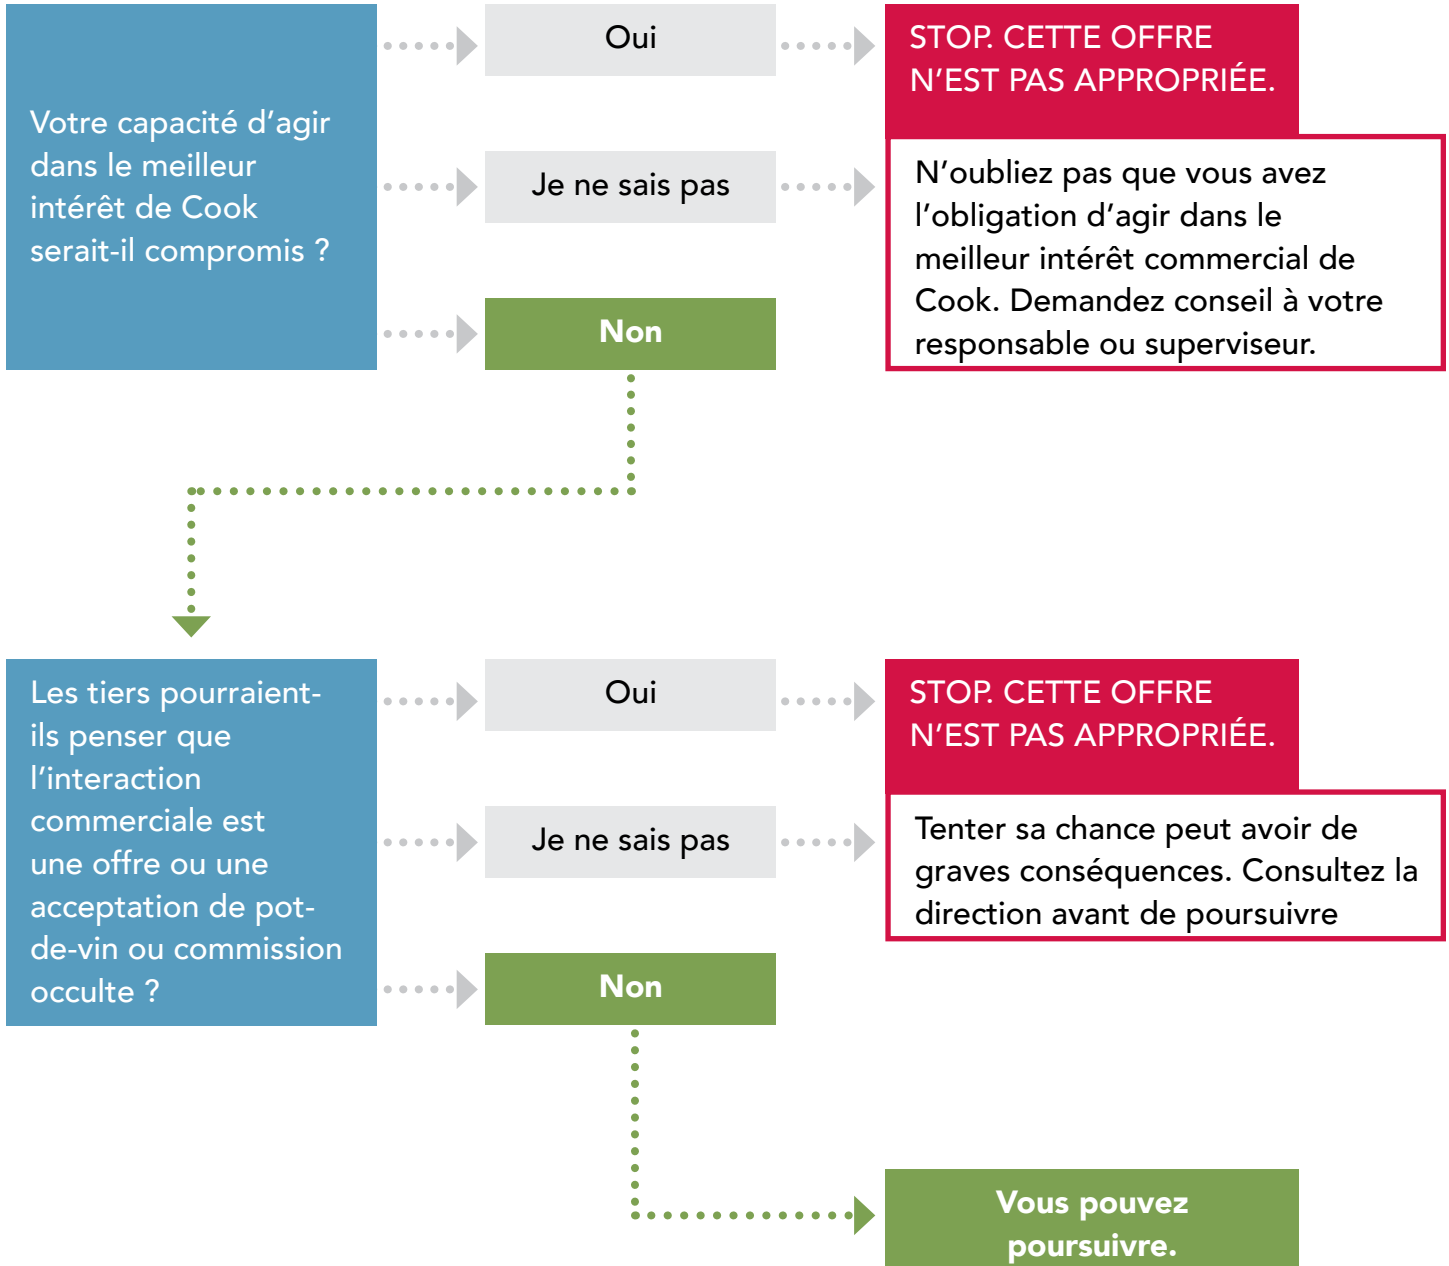 Votre capacité d’agir
dans le meilleur
intérêt de Cook
serait-il compromis ?
Oui
STOP. CETTE OFFRE
N’EST PAS APPROPRIÉE.
Je ne sais pas
N’oubliez pas que vous avez
l’obligation d’agir dans le
meilleur intérêt commercial de
Cook. Demandez conseil à votre
responsable ou superviseur.
Non
Les tiers pourraient-
ils penser que
l’interaction
commerciale est
une offre ou une
acceptation de pot-
de-vin ou commission
occulte ?
Oui
STOP. CETTE OFFRE
N’EST PAS APPROPRIÉE.
Je ne sais pas
Tenter sa chance peut avoir de
graves conséquences. Consultez la
direction avant de poursuivre
Non
Vous pouvez
poursuivre.